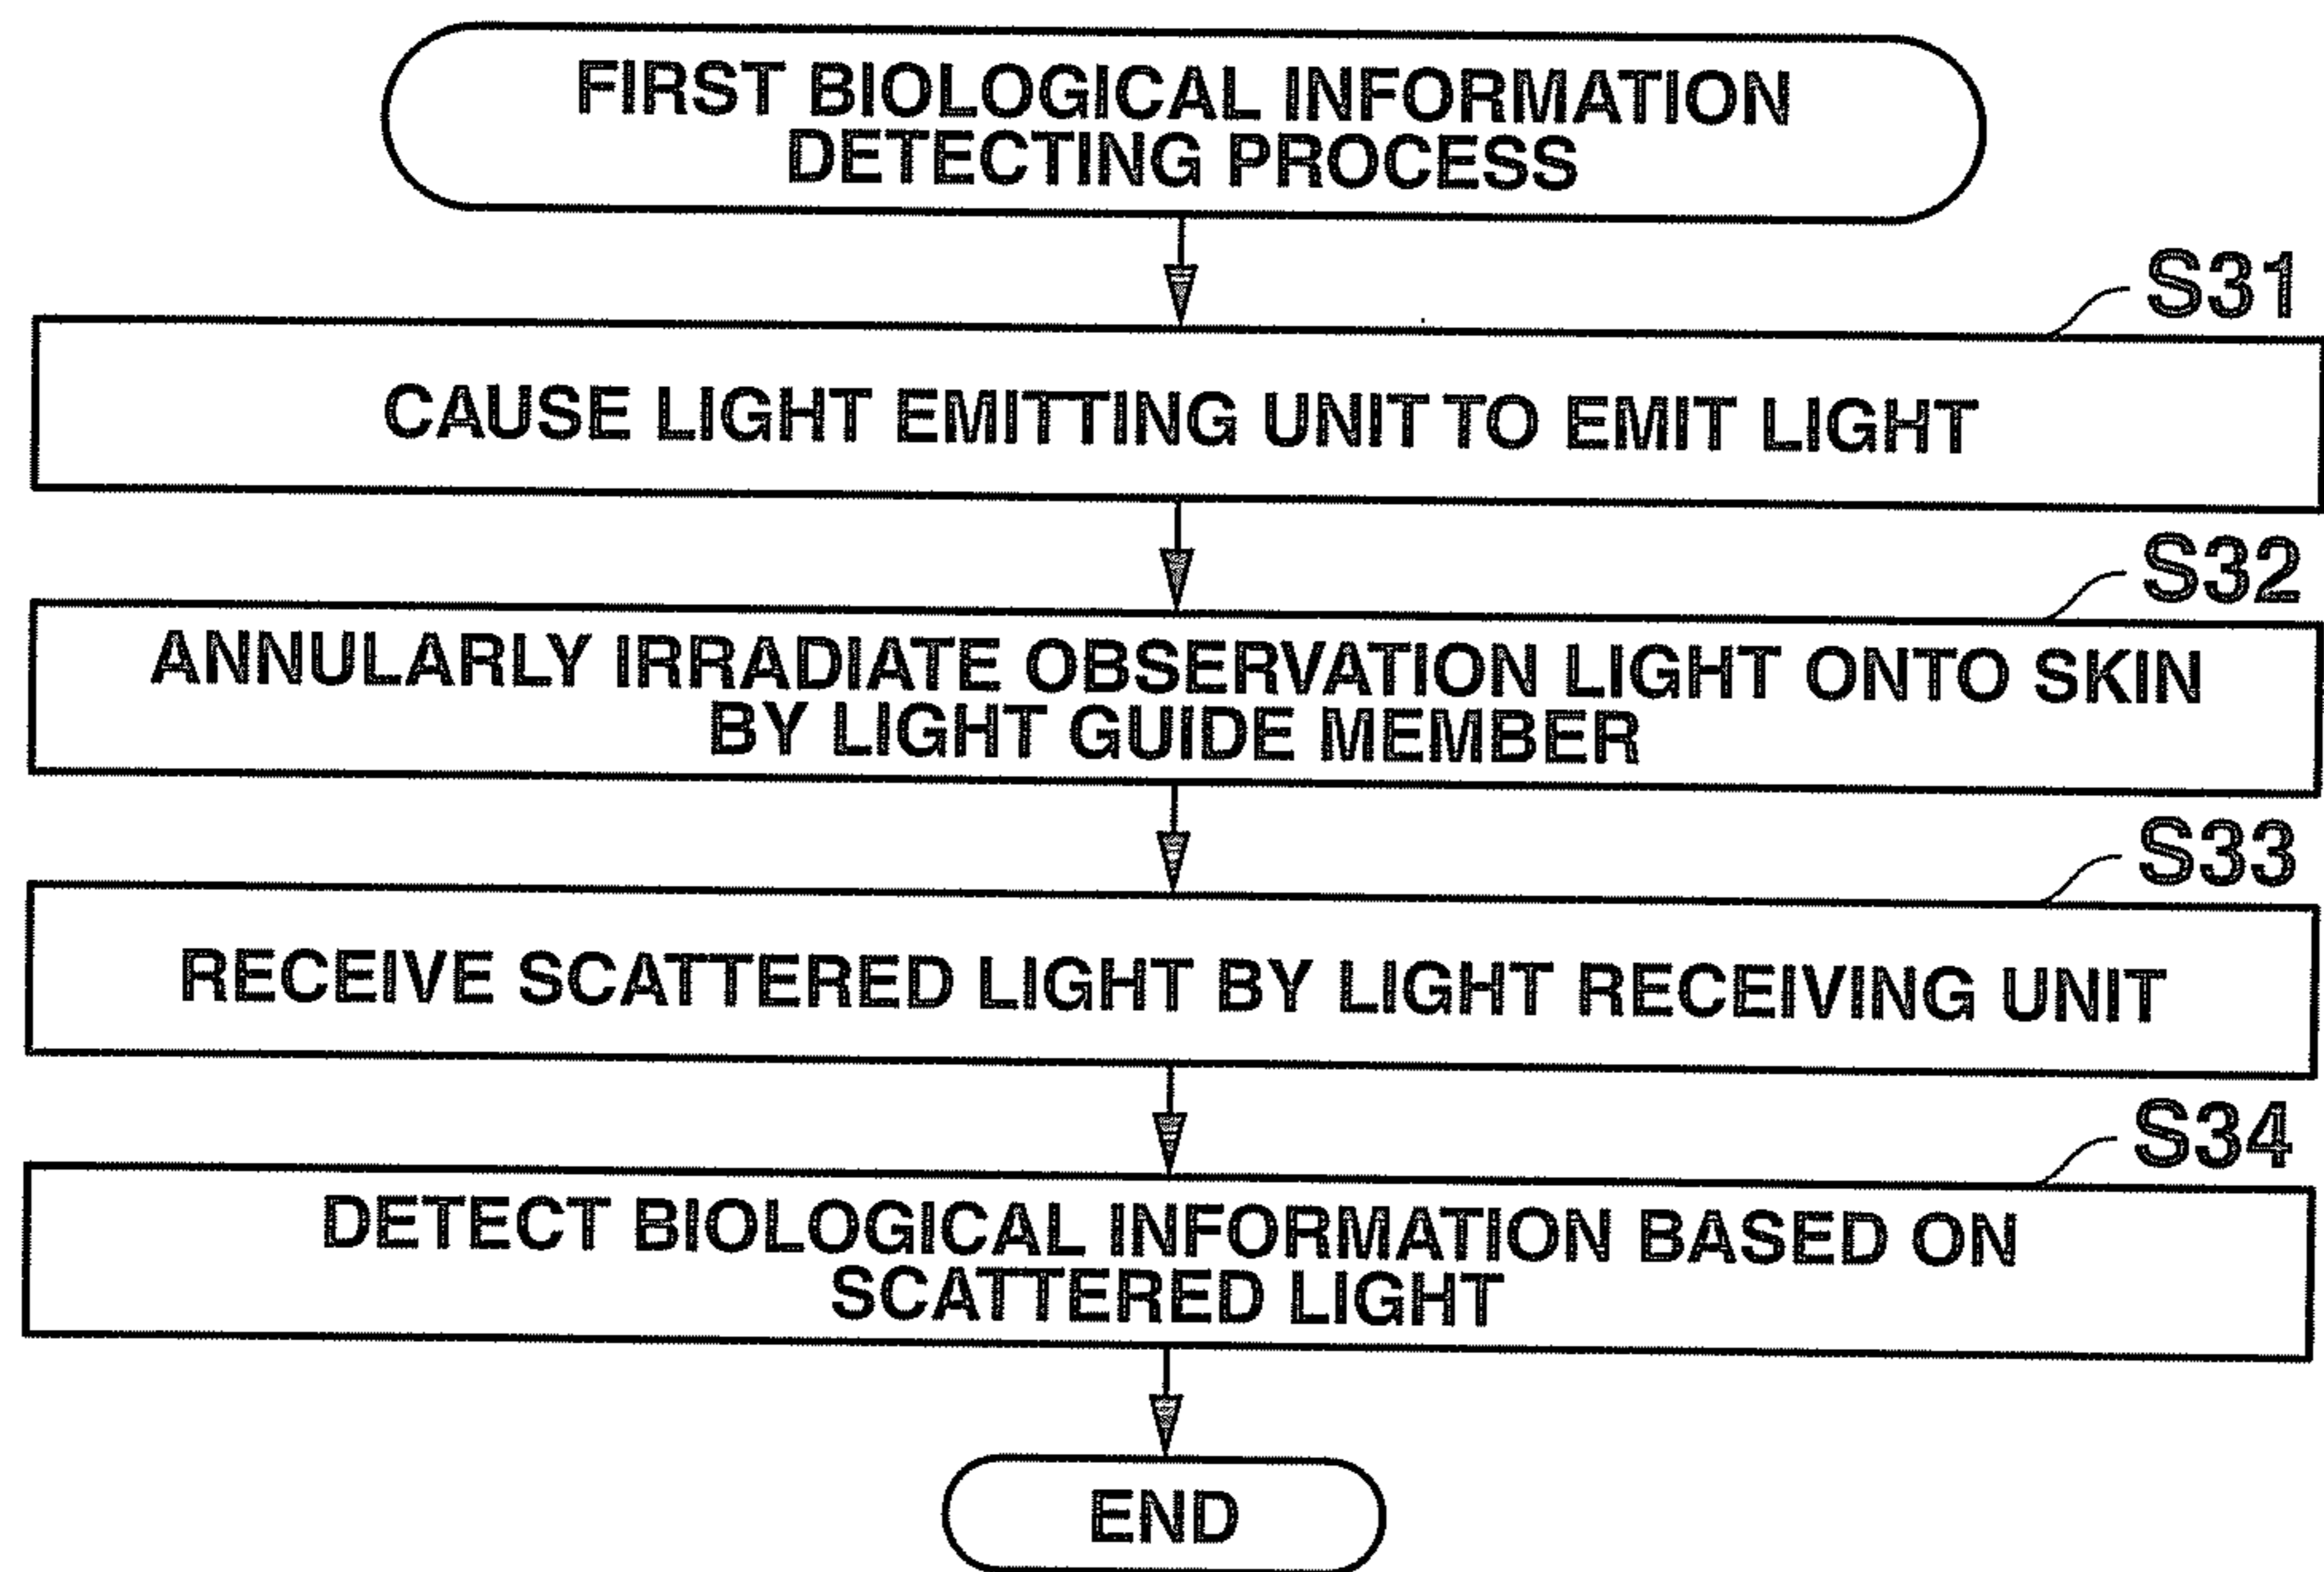 FIRST BIOLOGICAL INFORMATION
DETECTING PROCESS
S31
CAUSE LIGHT EMITTING UNIT TO EMIT LIGHT
S32
ANNULARLY IRRADIATE OBSERVATION LIGHT ONTO SKIN
BY LIGHT GUIDE MEMBER
S33
RECEIVE SCATTERED LIGHT BY LIGHT RECEIVING UNIT
S34
DETECT BIOLOGICAL INFORMATION BASED ON
SCATTERED LIGHT
END